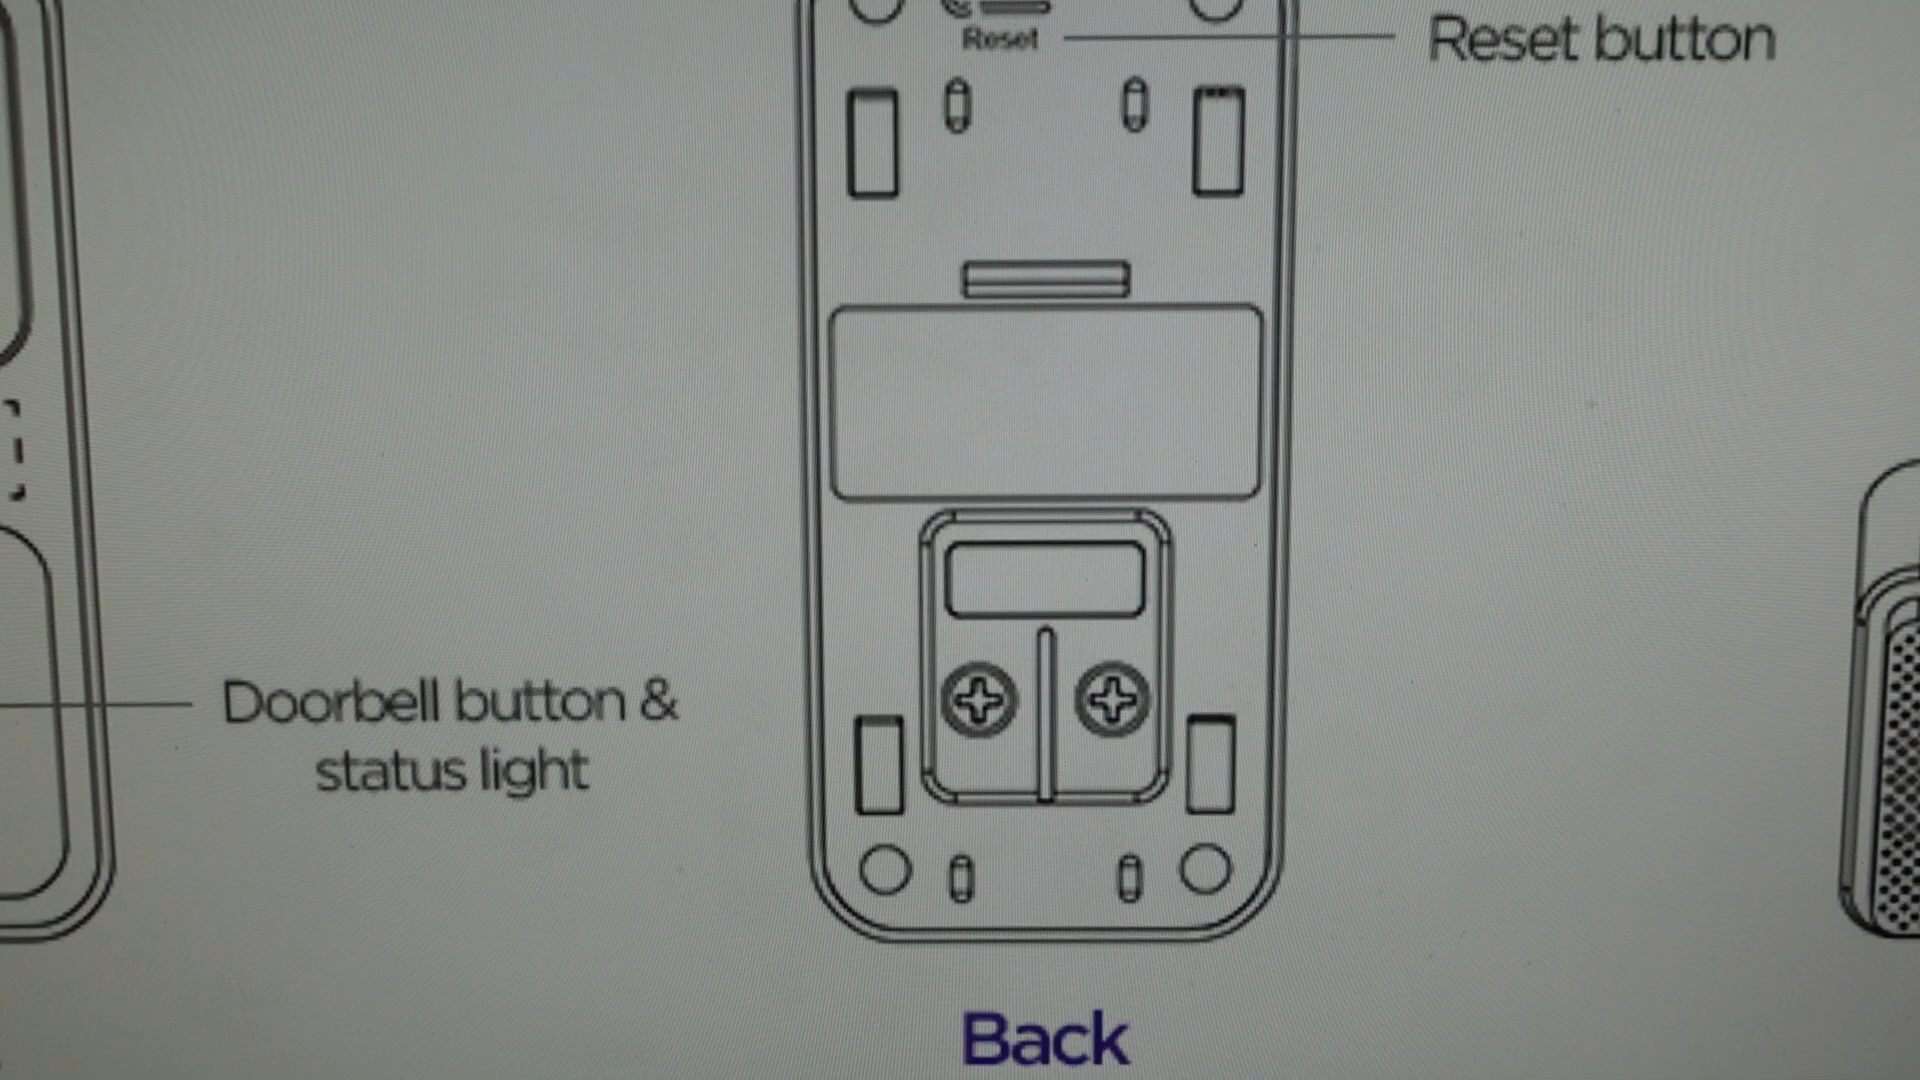 Reset
Reset button
Doorbell button &
status light
Back